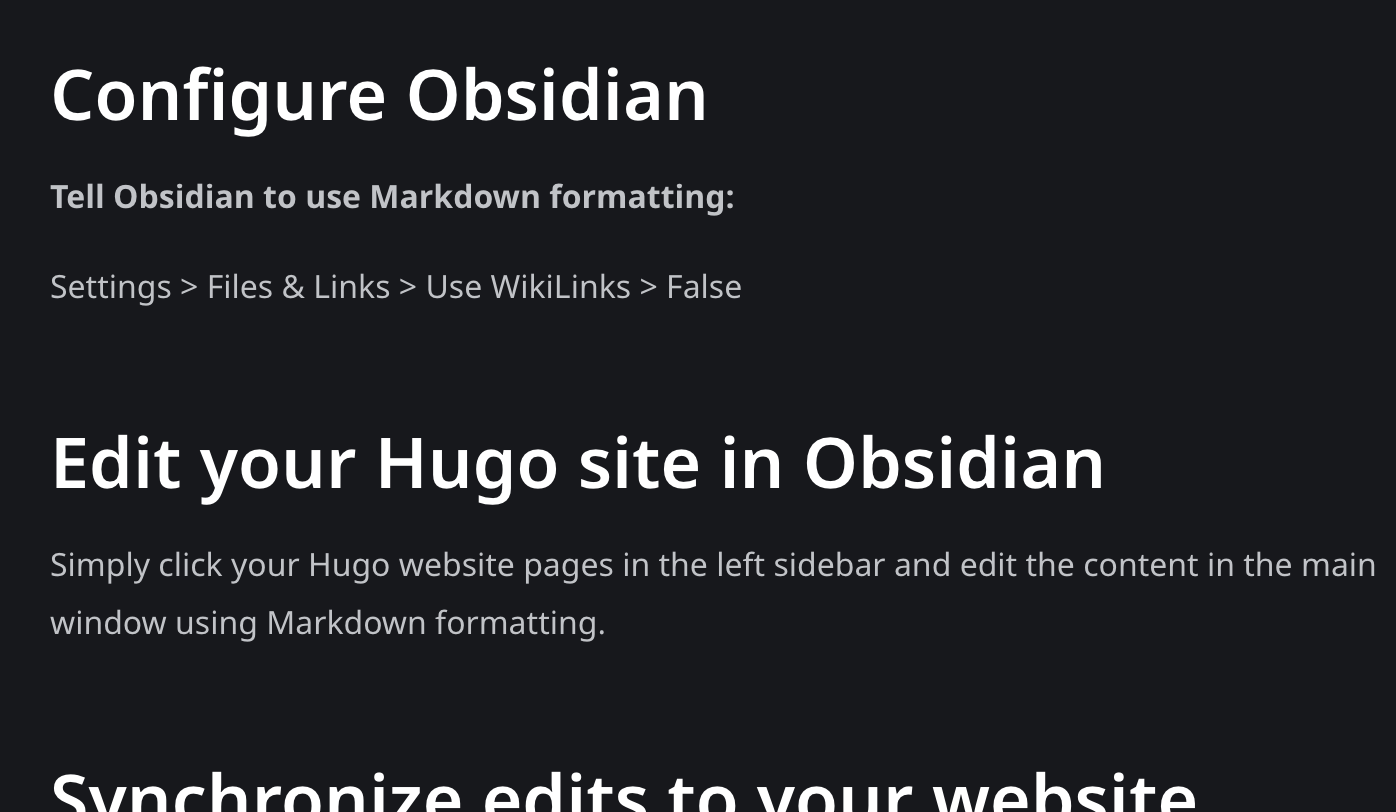 Configure Obsidian
Tell Obsidian to use Markdown formatting:
Settings > Files & Links > Use WikiLinks > False
Edit your Hugo site in Obsidian
Simply click your Hugo website pages in the left sidebar and edit the content in the main
window using Markdown formatting.
Synchronize edits to your website